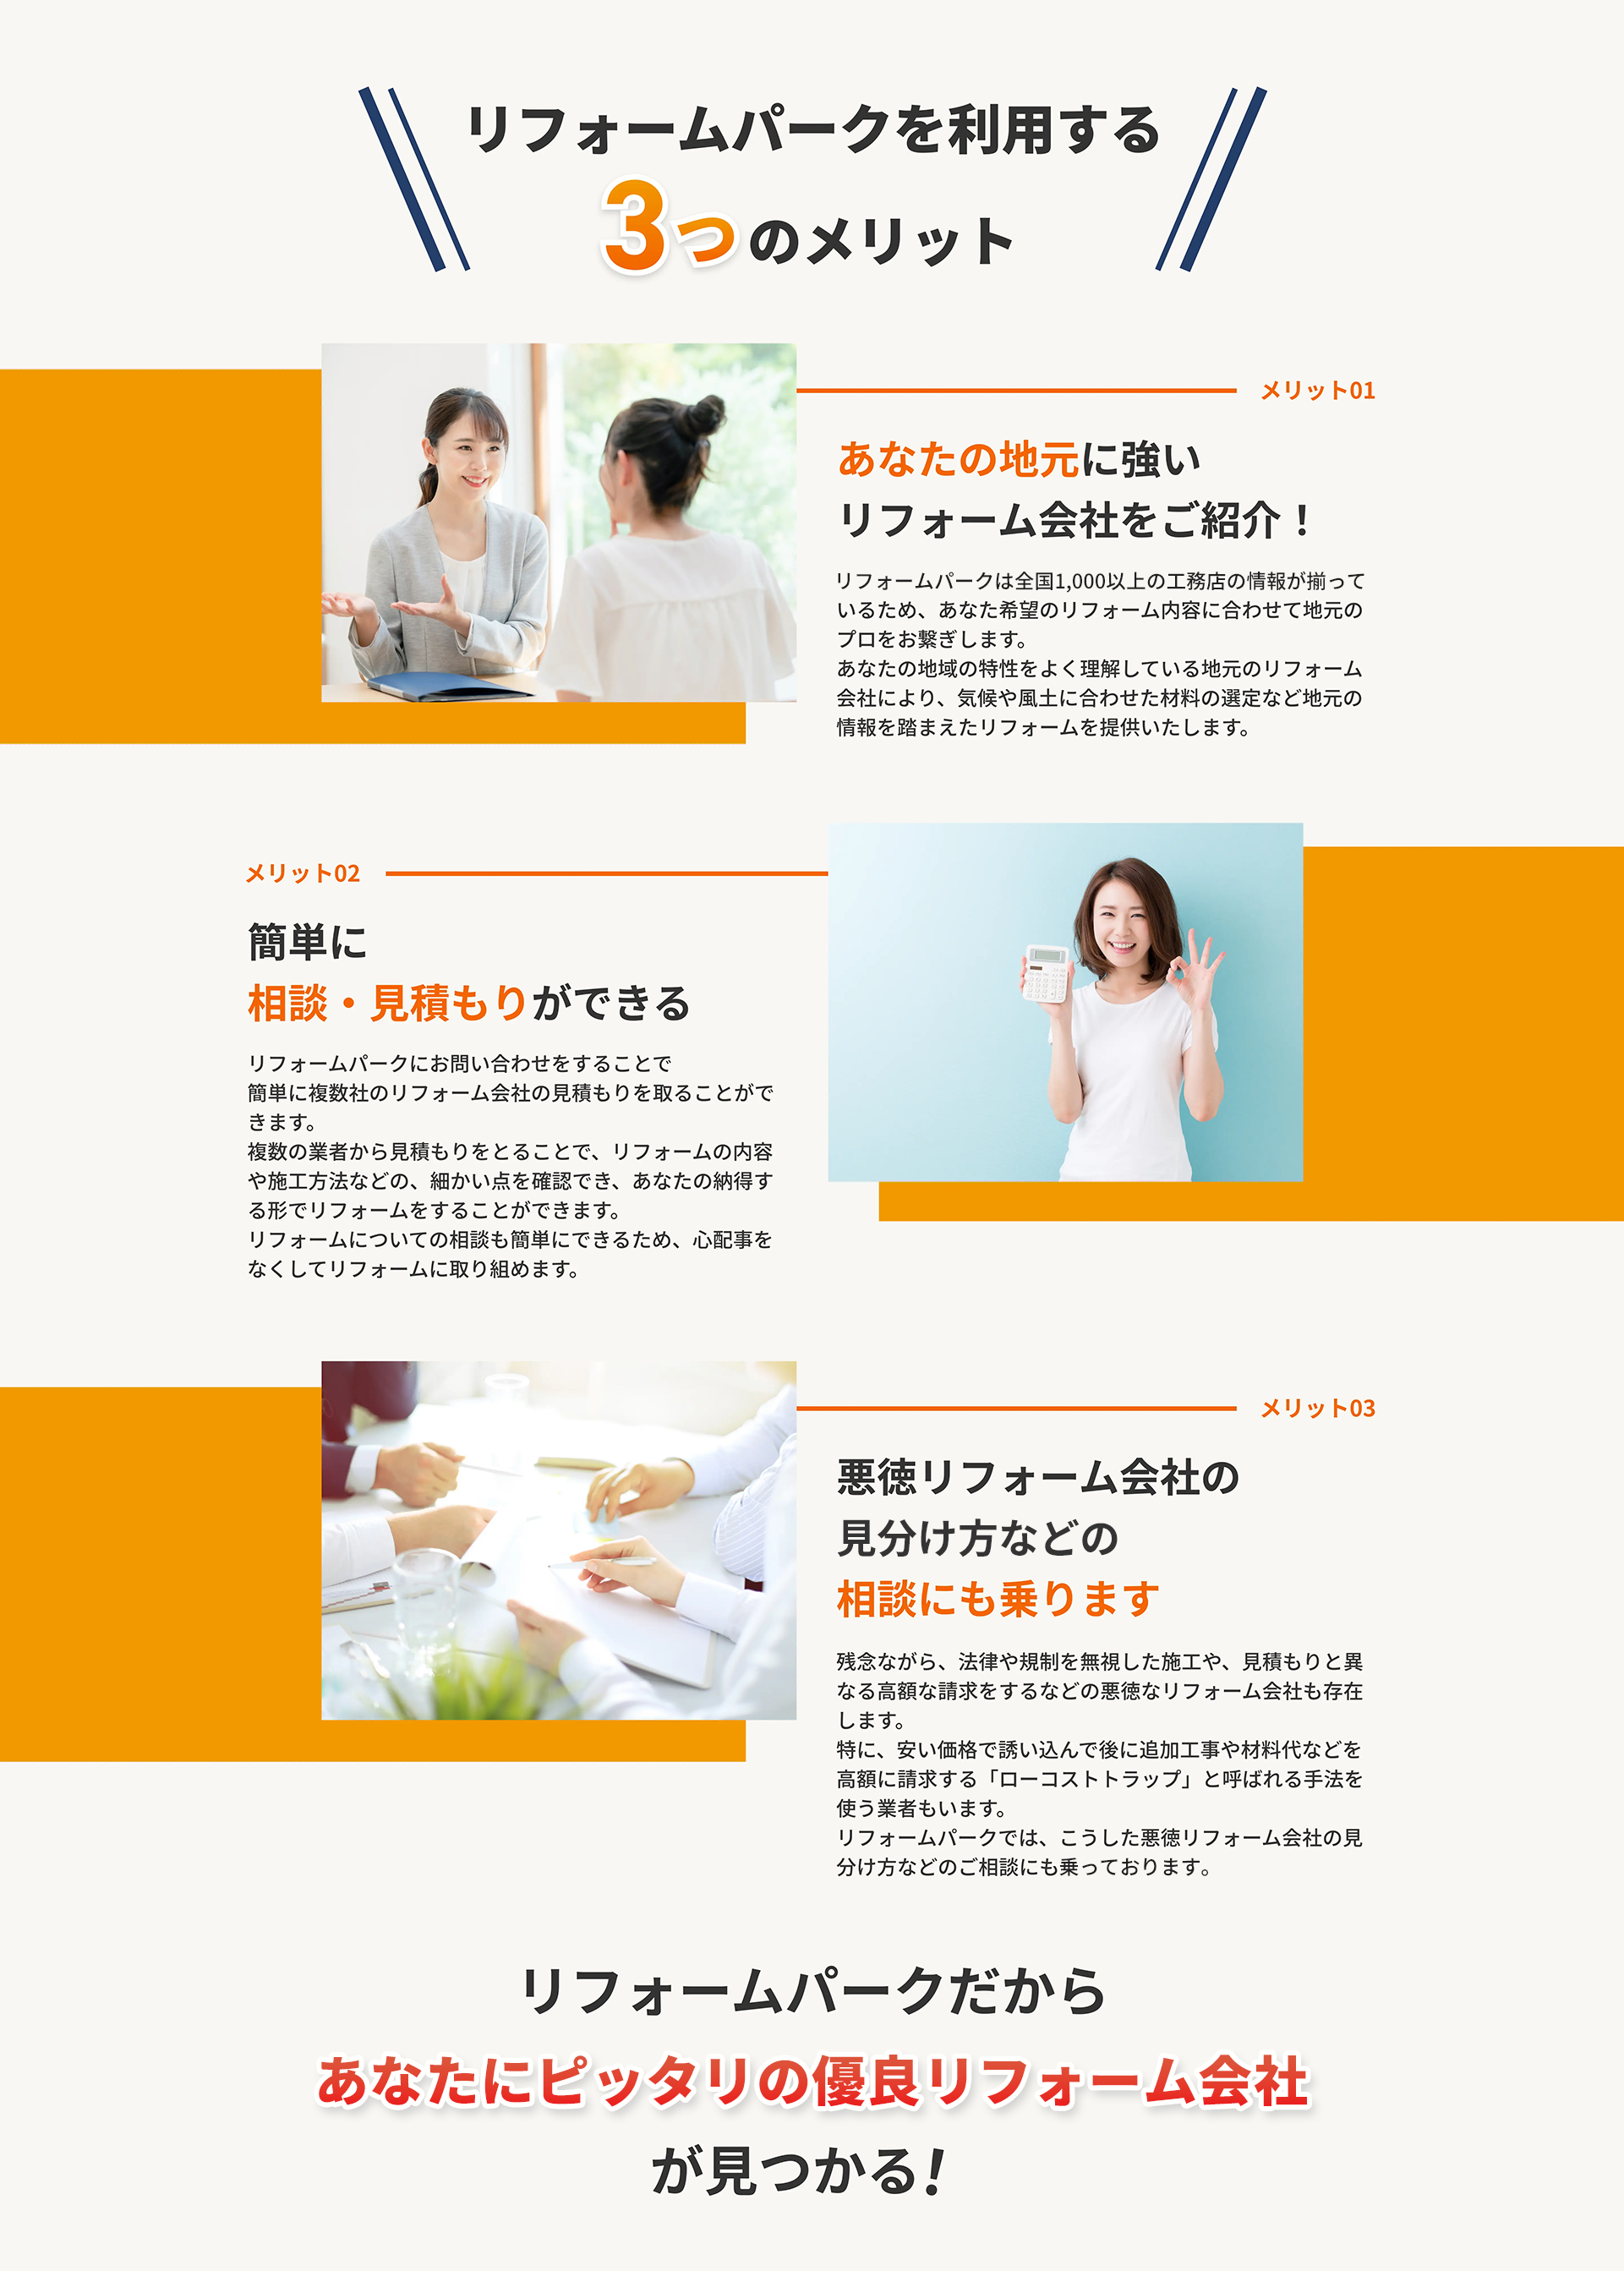 リフォームパークを利用する
3つのメリット
メリット01
あなたの地元に強い
リフォーム会社をご紹介！
リフォームパークは全国1,000以上の工務店の情報が揃って
いるため、あなた希望のリフォーム内容に合わせて地元の
プロをお繋ぎします。
あなたの地域の特性をよく理解している地元のリフォーム
会社により、気候や風土に合わせた材料の選定など地元の
情報を踏まえたリフォームを提供いたします。
メリット02
簡単に
相談・見積もりができる
リフォームパークにお問い合わせをすることで
簡単に複数社のリフォーム会社の見積もりを取ることがで
きます。
複数の業者から見積もりをとることで、リフォームの内容
や施工方法などの、細かい点を確認でき、あなたの納得す
る形でリフォームをすることができます。
リフォームについての相談も簡単にできるため、心配事を
なくしてリフォームに取り組めます。
メリット03
悪徳リフォーム会社の
見分け方などの
相談にも乗ります
残念ながら、法律や規制を無視した施工や、見積もりと異
なる高額な請求をするなどの悪徳なリフォーム会社も存在
します。
特に、安い価格で誘い込んで後に追加工事や材料代などを
高額に請求する「ローコストトラップ」と呼ばれる手法を
使う業者もいます。
リフォームパークでは、こうした悪徳リフォーム会社の見
分け方などのご相談にも乗っております。
リフォームパークだから
あなたにピッタリの優良リフォーム会社
が見つかる！